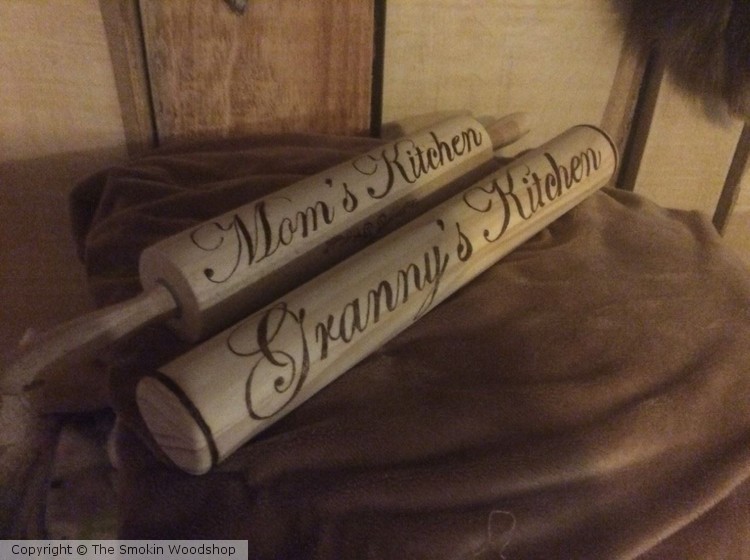 Mom's Kitchen
Granny's Kitchen
Copyright © The Smokin Woodshop